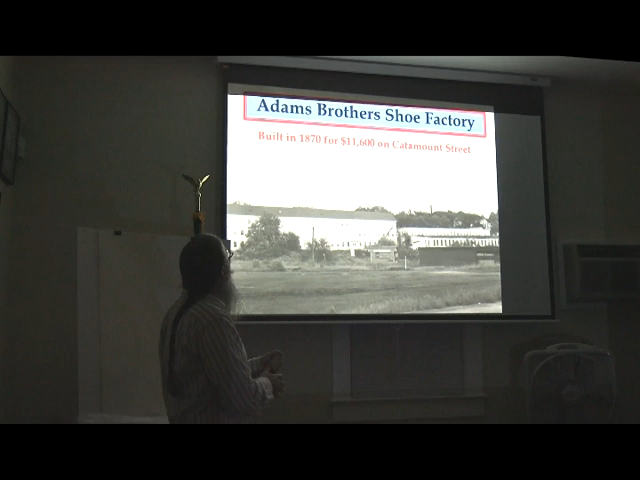 Adams Brothers Shoe Factory
Built in 1870 for $11,600 on Catamount Street